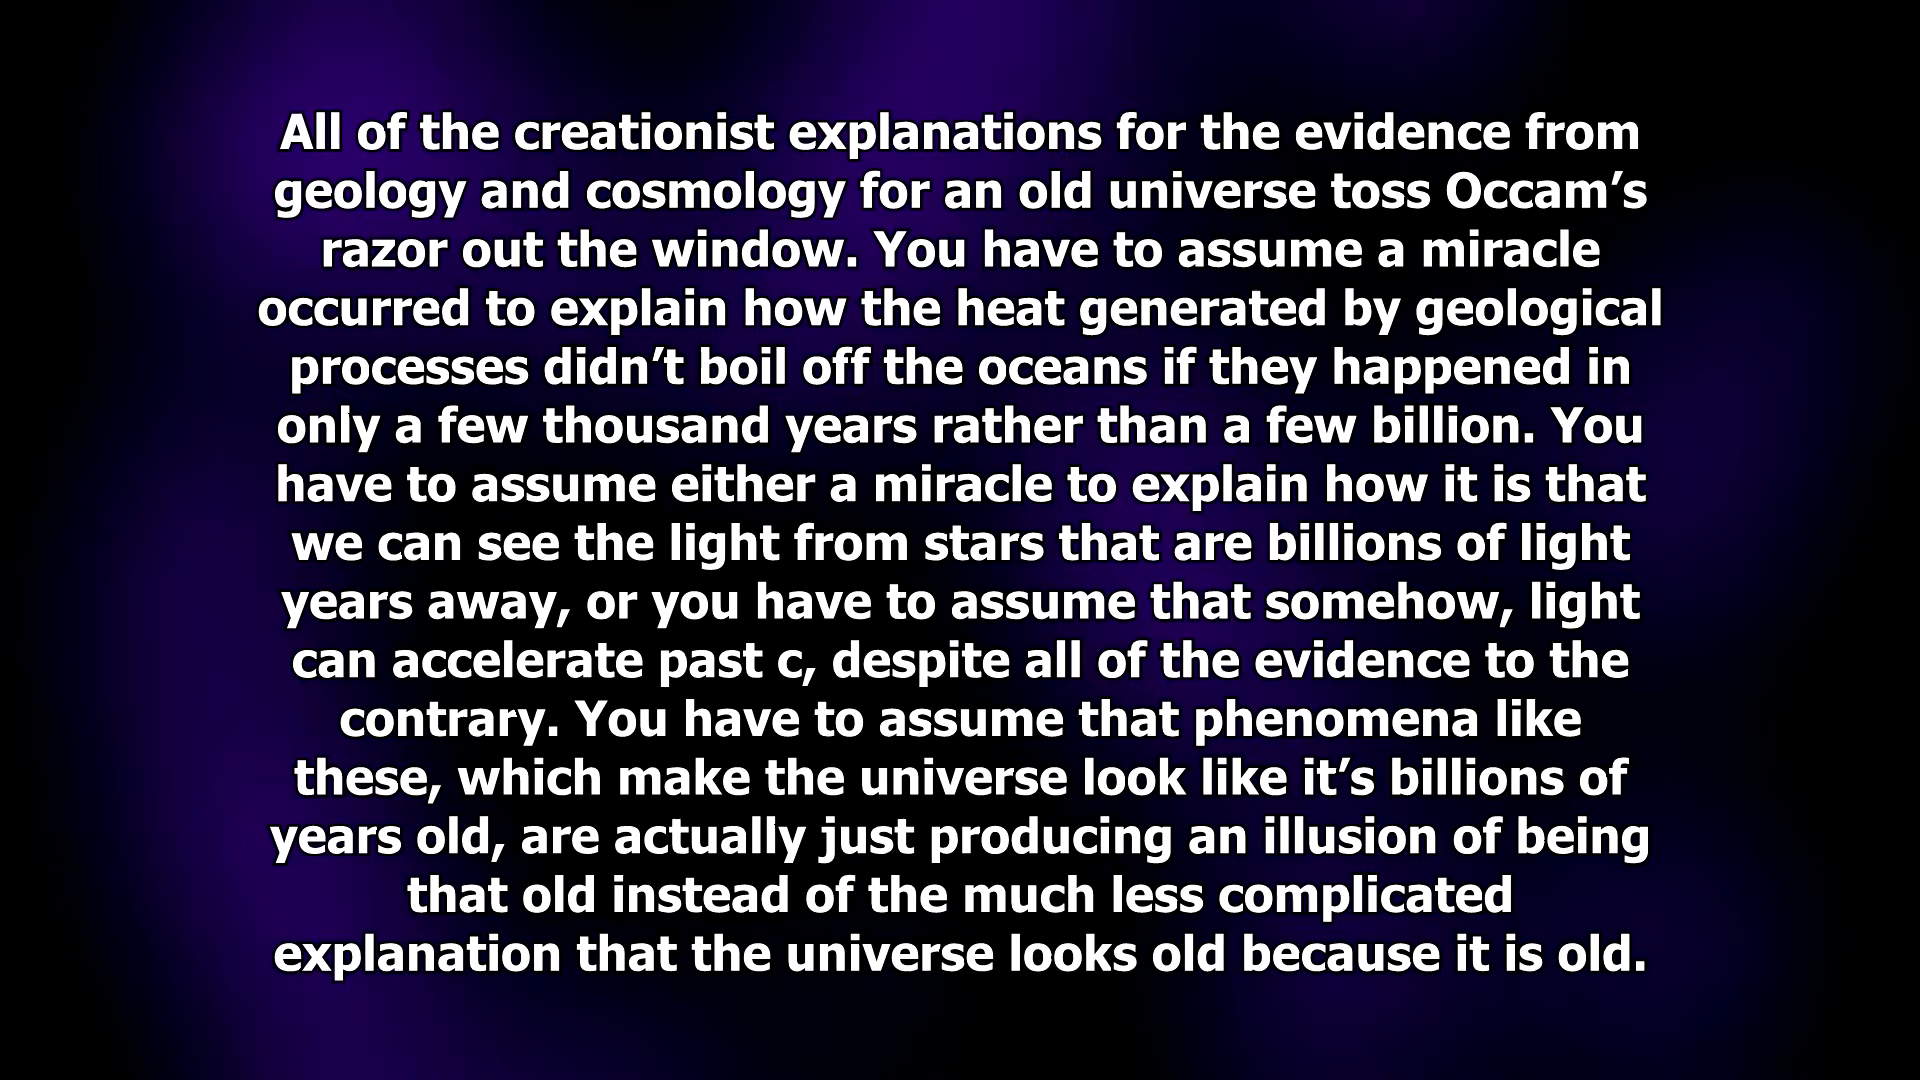 All of the creationist explanations for the evidence from
geology and cosmology for an old universe toss Occam’s
razor out the window. You have to assume a miracle
occurred to explain how the heat generated by geological
processes didn’t boil off the oceans if they happened in
only a few thousand years rather than a few billion. You
have to assume either a miracle to explain how it is that
we can see the light from stars that are billions of light
years away, or you have to assume that somehow, light
can accelerate past c, despite all of the evidence to the
contrary. You have to assume that phenomena like
these, which make the universe look like it’s billions of
years old, are actually just producing an illusion of being
that old instead of the much less complicated
explanation that the universe looks old because it is old.